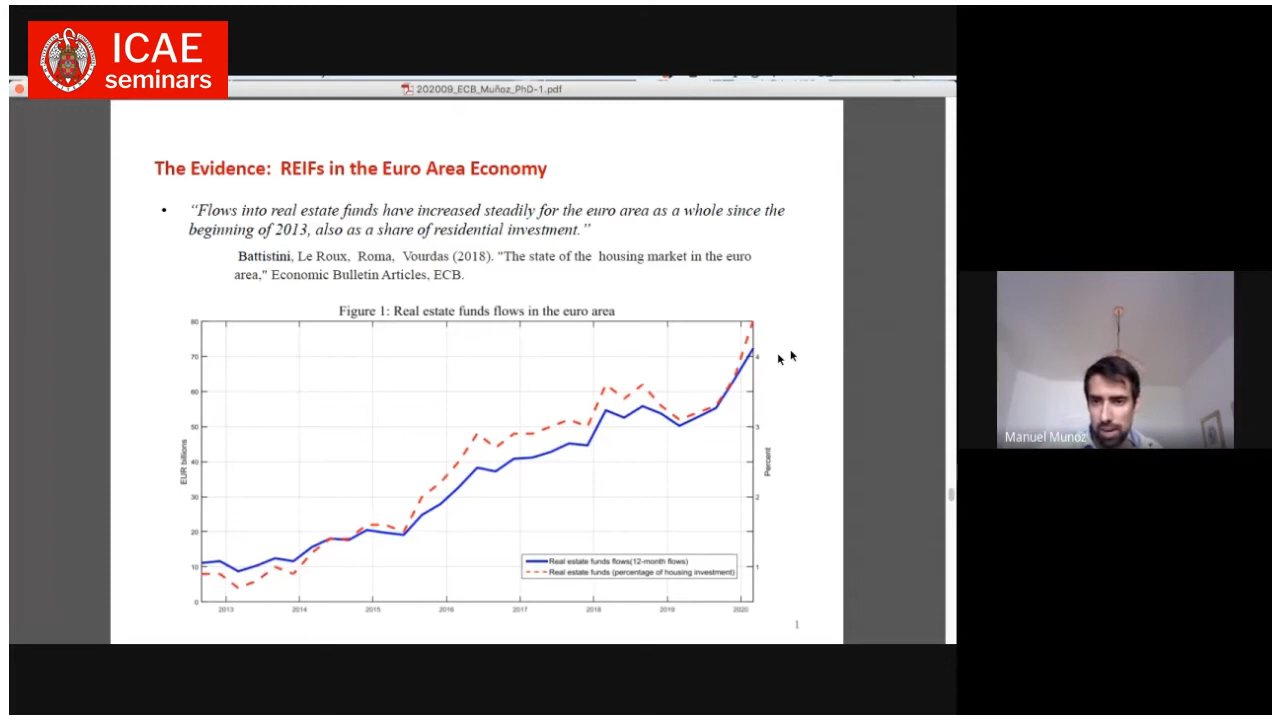 ICAE
seminars
202009_ECB_Muñoz_PhD-1.pdf
The Evidence: REIFs in the Euro Area Economy
• “Flows into real estate funds have increased steadily for the euro area as a whole since the
beginning of 2013, also as a share of residential investment.”
Battistini, Le Roux, Roma, Vourdas (2018). "The state of the housing market in the euro
area," Economic Bulletin Articles, ECB.
Figure 1: Real estate funds flows in the euro area
80
70
60
50
40
30
20
10
0
EUR billions
4
3
2
1
Percent
Real estate funds flows(12-month flows)
Real estate funds (percentage of housing investment)
2013 2014 2015 2016 2017 2018 2019 2020
1
Manuel Munoz